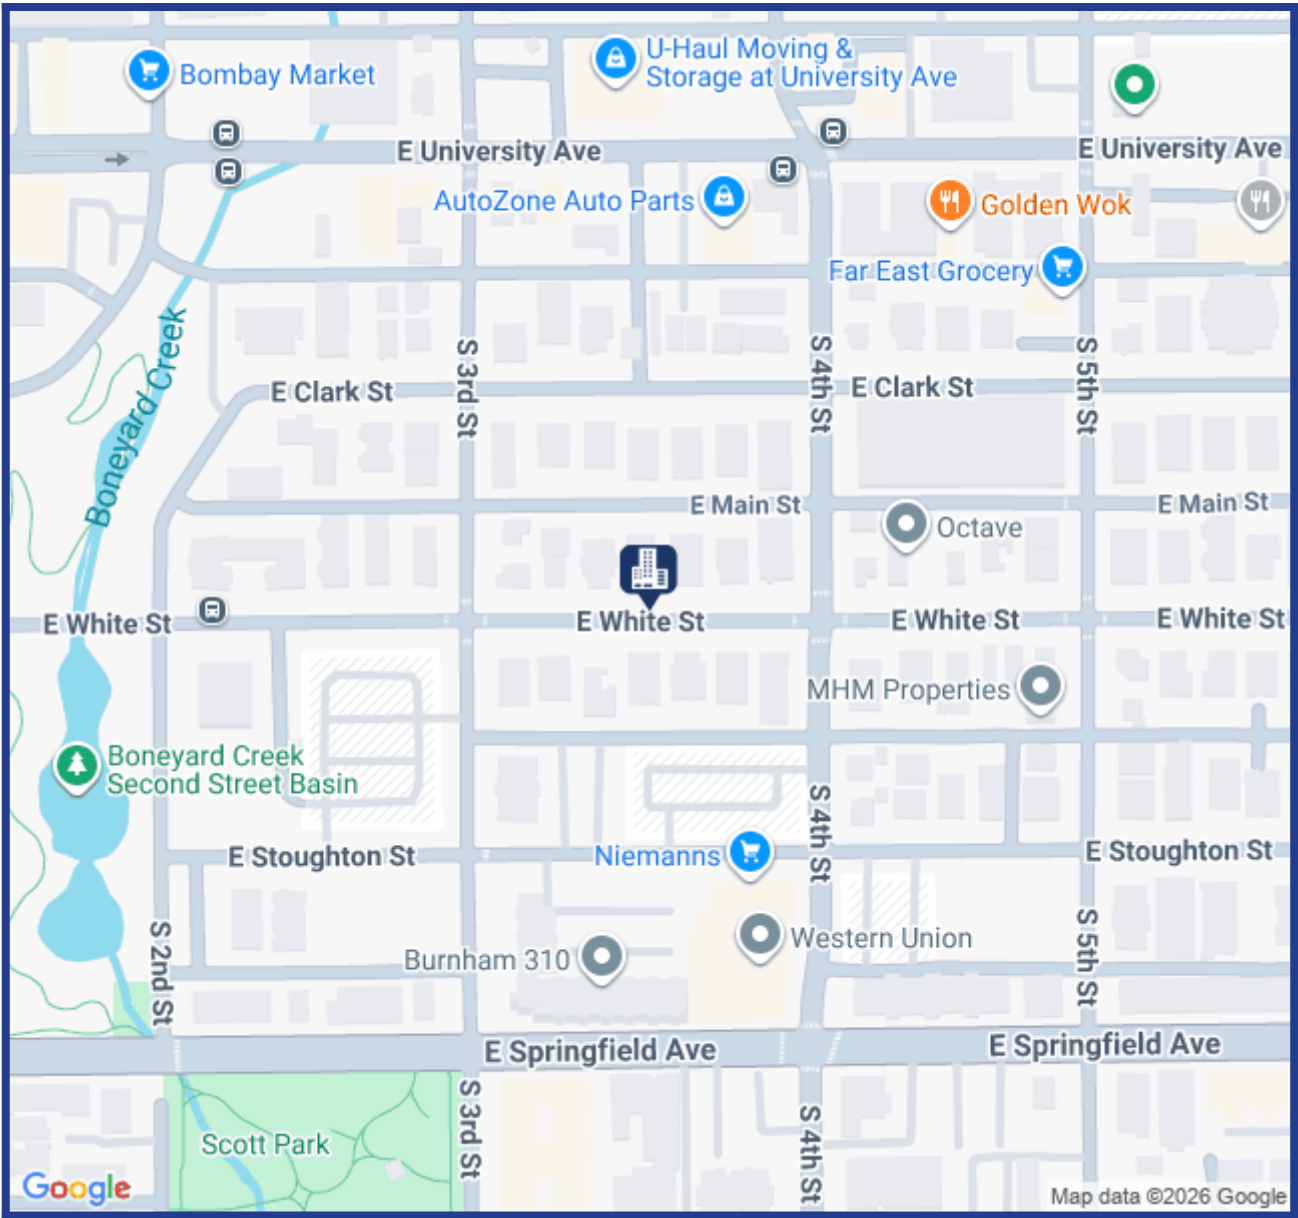 U-Haul Moving &
Storage at University Ave
Bombay Market
E University Ave
E University Ave
AutoZone Auto Parts
Golden Wok
Far East Grocery
Boneyard Creek
S 3rd St
S 4th St
S 5th St
E Clark St
E Clark St
E Main St
E Main St
Octave
E White St
E White St
E White St
E White St
MHM Properties
Boneyard Creek
Second Street Basin
S 4th St
E Stoughton St
Niemanns
E Stoughton St
S 2nd St
Burnham 310
Western Union
S 5th St
E Springfield Ave
E Springfield Ave
S 3rd St
S 4th St
Scott Park
Google
Map data ©2026 Google